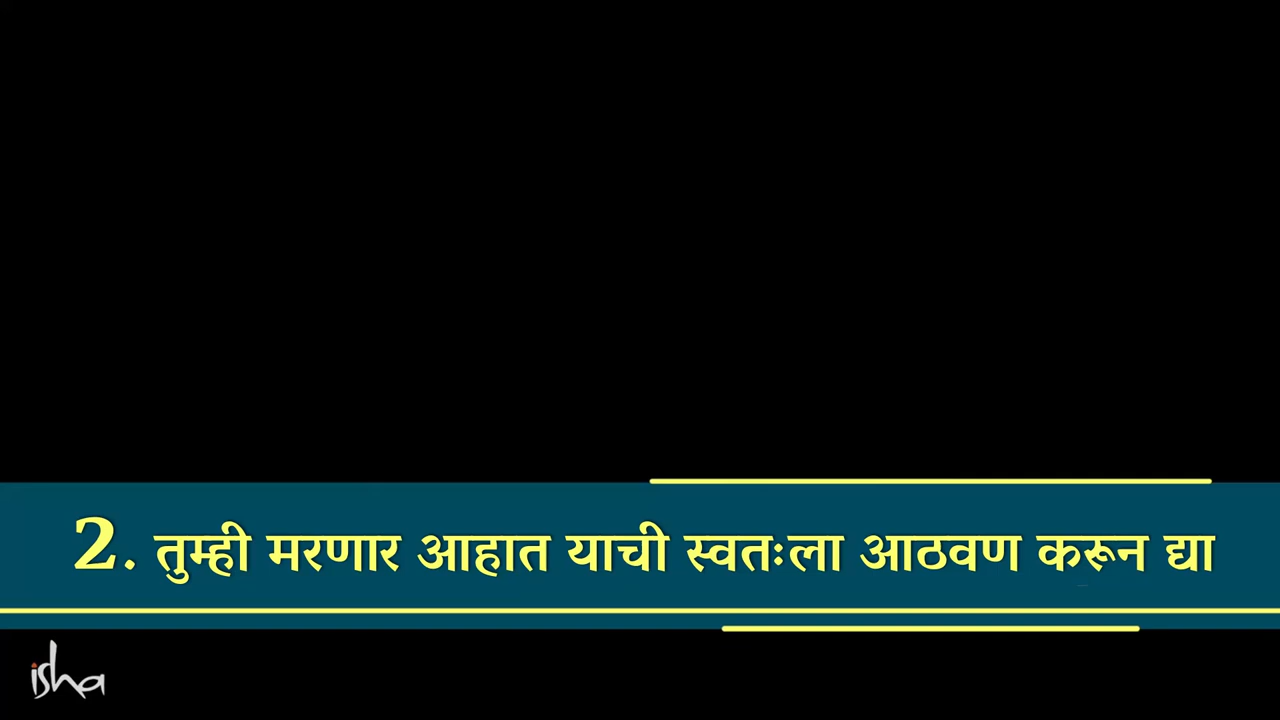 2. तुम्ही मरणार आहात याची स्वतःला आठवण करून द्या
isha